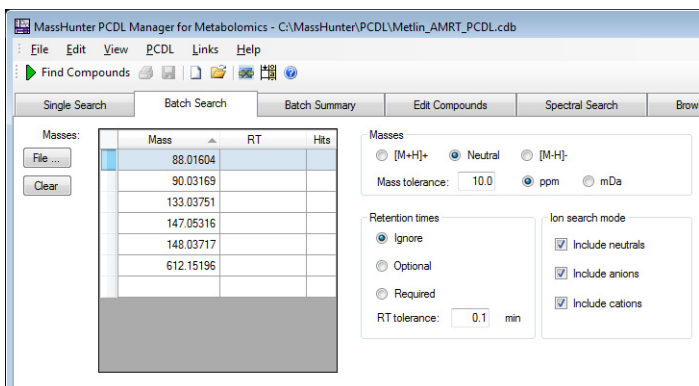 MassHunter PCDL Manager for Metabolomics - C:\MassHunter\PCDL\Metlin_AMRT_PCDL.cdb
File Edit View PCDL Links Help
Find Compounds
Single Search Batch Search Batch Summary Edit Compounds Spectral Search Brow
Masses:
File ...
Clear
Mass RT Hits
88.01604
90.03169
133.03751
147.05316
148.03717
612.15196
Masses
[M+H]+ Neutral [M-H]-
Mass tolerance: 10.0 ppm mDa
Retention times
Ignore
Optional
Required
RT tolerance: 0.1 min
Ion search mode
Include neutrals
Include anions
Include cations